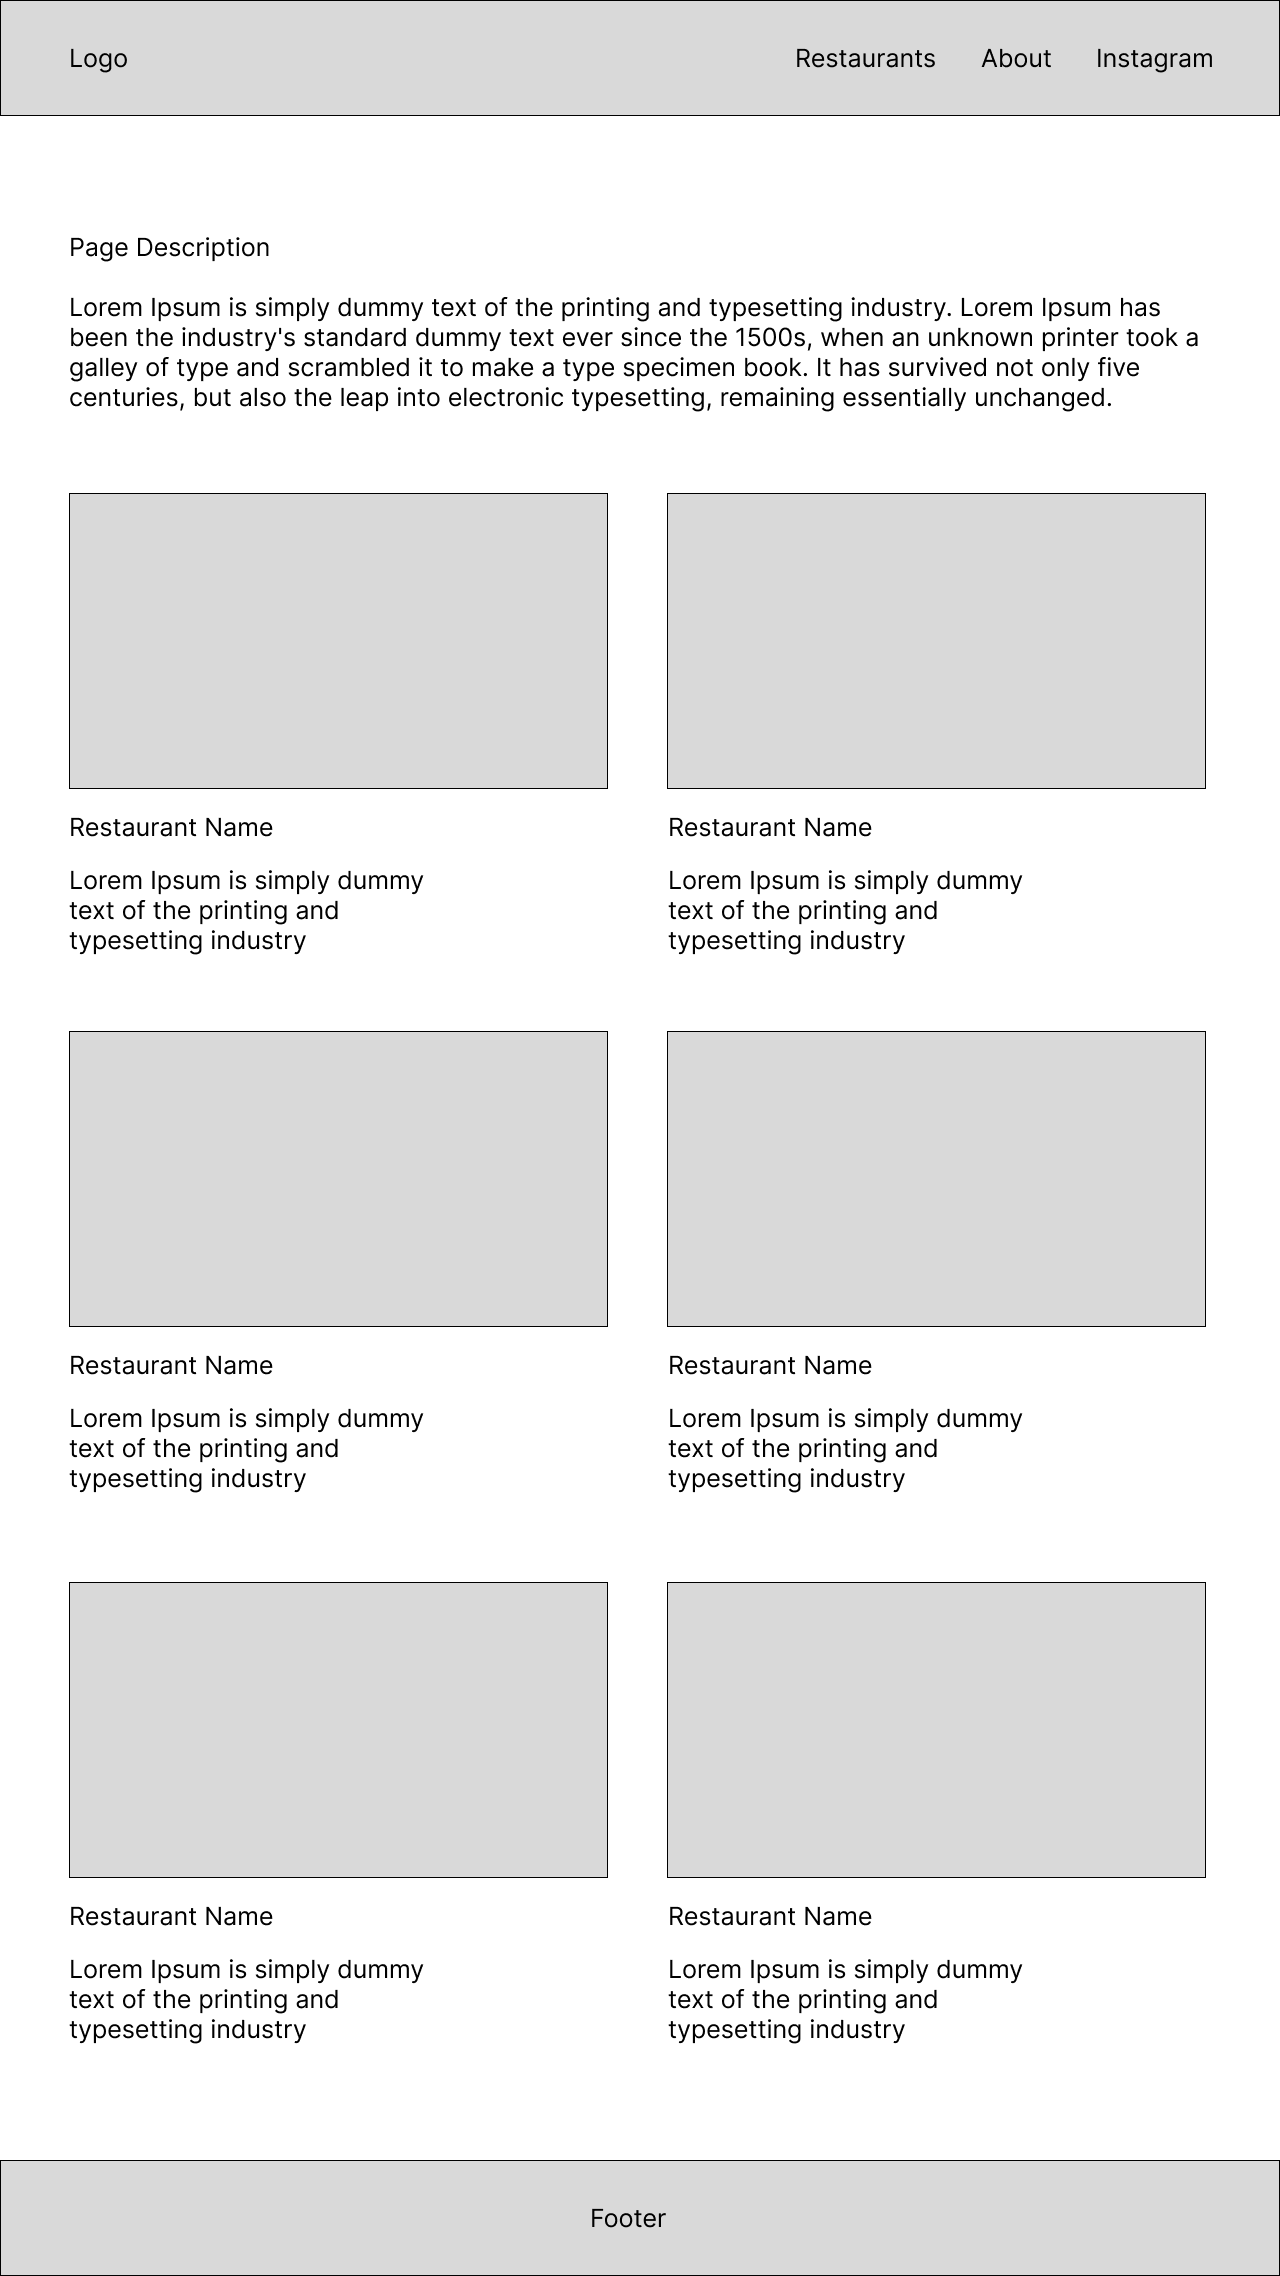 Logo
Restaurants About Instagram
Page Description
Lorem Ipsum is simply dummy text of the printing and typesetting industry. Lorem Ipsum has
been the industry's standard dummy text ever since the 1500s, when an unknown printer took a
galley of type and scrambled it to make a type specimen book. It has survived not only five
centuries, but also the leap into electronic typesetting, remaining essentially unchanged.
Restaurant Name
Lorem Ipsum is simply dummy
text of the printing and
typesetting industry
Restaurant Name
Lorem Ipsum is simply dummy
text of the printing and
typesetting industry
Restaurant Name
Lorem Ipsum is simply dummy
text of the printing and
typesetting industry
Restaurant Name
Lorem Ipsum is simply dummy
text of the printing and
typesetting industry
Restaurant Name
Lorem Ipsum is simply dummy
text of the printing and
typesetting industry
Restaurant Name
Lorem Ipsum is simply dummy
text of the printing and
typesetting industry
Footer